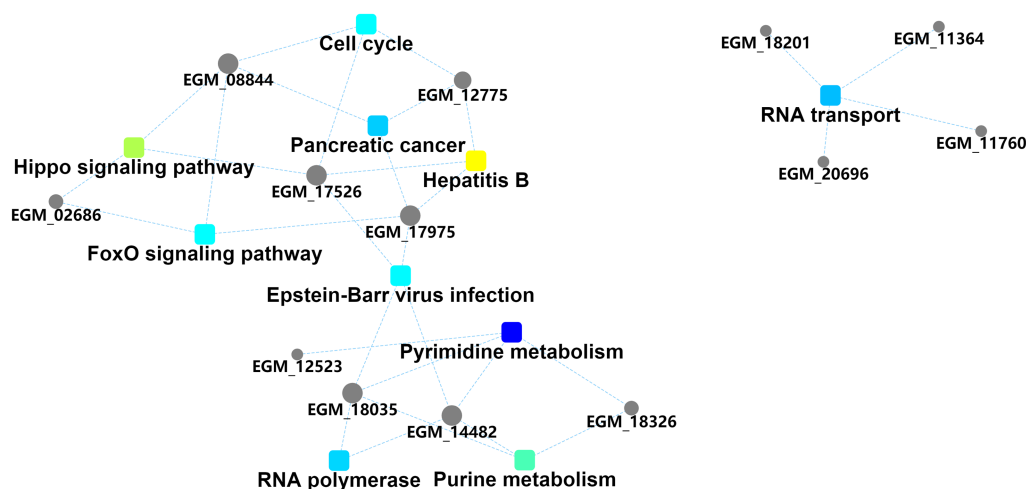 Cell cycle
EGM_18201
EGM_11364
EGM_08844
EGM_12775
RNA transport
Pancreatic cancer
EGM_11760
Hippo signaling pathway
Hepatitis B
EGM_20696
EGM_17526
EGM_02686
EGM_17975
FoxO signaling pathway
Epstein-Barr virus infection
Pyrimidine metabolism
EGM_12523
EGM_18035
EGM_18326
EGM_14482
RNA polymerase
Purine metabolism